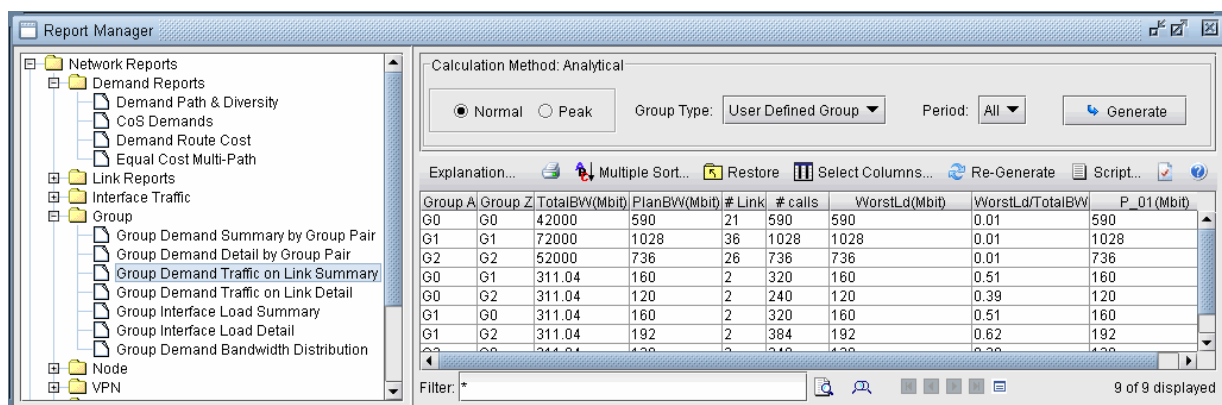 Report Manager
Network Reports
Demand Reports
Demand Path & Diversity
CoS Demands
Demand Route Cost
Equal Cost Multi-Path
Link Reports
Interface Traffic
Group
Group Demand Summary by Group Pair
Group Demand Detail by Group Pair
Group Demand Traffic on Link Summary
Group Demand Traffic on Link Detail
Group Interface Load Summary
Group Interface Load Detail
Group Demand Bandwidth Distribution
Node
VPN
Calculation Method: Analytical
Normal Peak Group Type: User Defined Group Period: All Generate
Explanation... Multiple Sort... Restore Select Columns... Re-Generate Script...
Group A Group Z TotalBW(Mbit) PlanBW(Mbit) # Link # calls WorstLd(Mbit) WorstLd/TotalBW P_01(Mbit)
G0 G0 42000 590 21 590 590 0.01 590
G1 G1 72000 1028 36 1028 1028 0.01 1028
G2 G2 52000 736 26 736 736 0.01 736
G0 G1 311.04 160 2 320 160 0.51 160
G0 G2 311.04 120 2 240 120 0.39 120
G1 G0 311.04 160 2 320 160 0.51 160
G1 G2 311.04 192 2 384 192 0.62 192
Filter: *
9 of 9 displayed